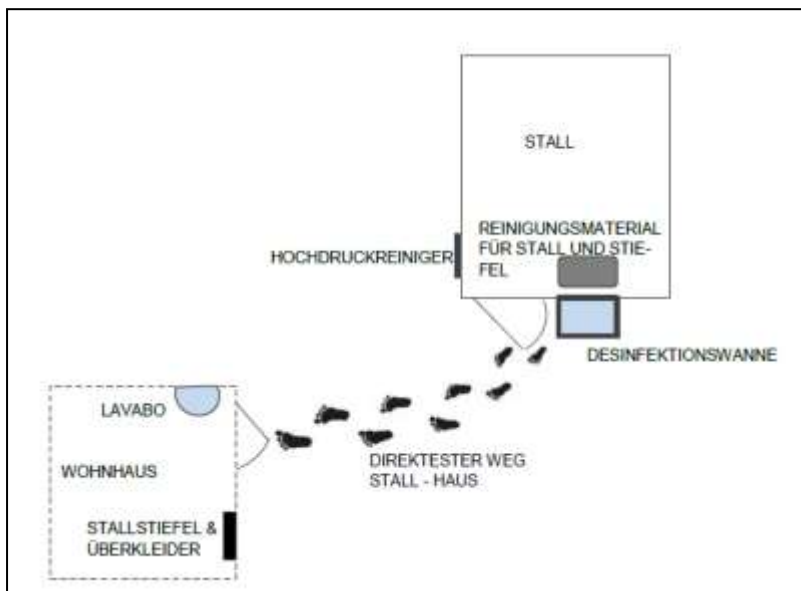 STALL
REINIGUNGSMATERIAL
FÜR STALL UND STIE-
FEL
HOCHDRUCKREINIGER
DESINFEKTIONSWANNE
LAVABO
WOHNHAUS
DIREKTESTER WEG
STALL - HAUS
STALLSTIEFEL &
ÜBERKLEIDER